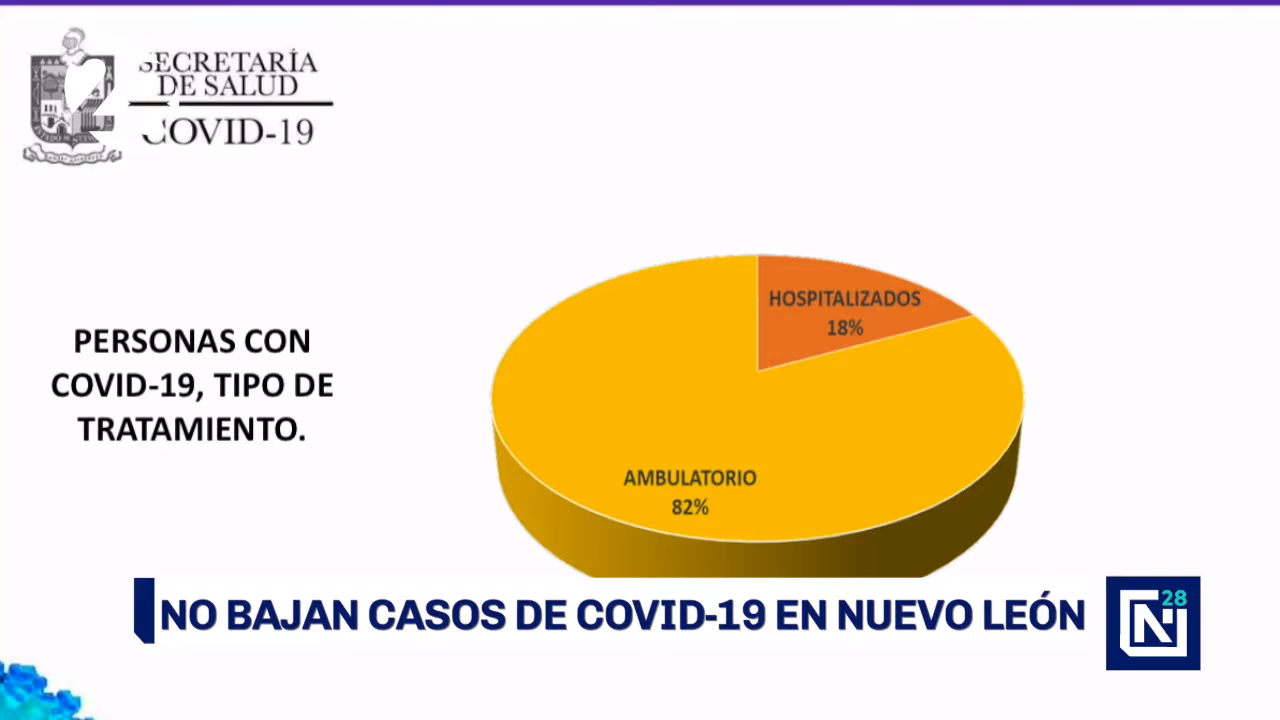 SECRETARÍA
DE SALUD
COVID-19
PERSONAS CON
COVID-19, TIPO DE
TRATAMIENTO.
HOSPITALIZADOS
18%
AMBULATORIO
82%
NO BAJAN CASOS DE COVID-19 EN NUEVO LEÓN
N 28